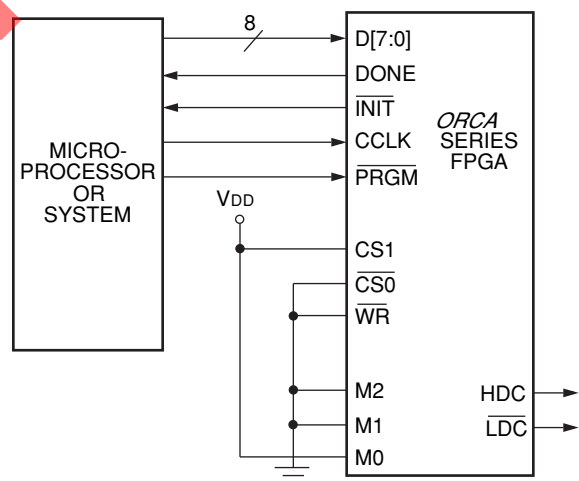 8
D[7:0]
DONE
INIT
CCLK
PRGM
MICRO-
PROCESSOR
OR
SYSTEM
ORCA
SERIES
FPGA
VDD
CS1
CS0
WR
M2
M1
M0
HDC
LDC